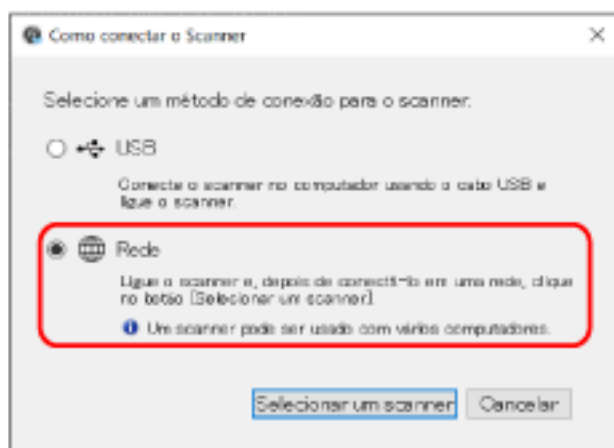 Como conectar o Scanner
Selecione um método de conexão para o scanner.
USB
Conecte o scanner no computador usando o cabo USB e
ligue o scanner.
Rede
Ligue o scanner e, depois de conectá-lo em uma rede, clique
no botão [Selecionar um scanner].
Um scanner pode ser usado com vários computadores.
Selecionar um scanner
Cancelar